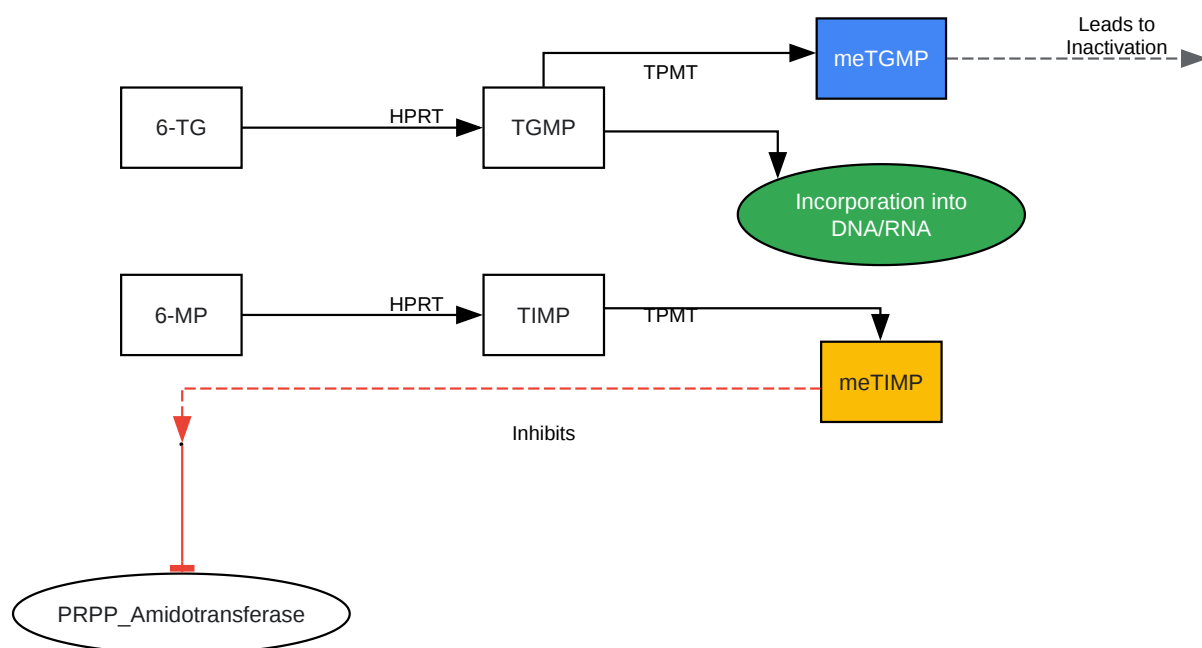 Leads to
Inactivation
meTGMP
TPMT
6-TG
HPRT
TGMP
Incorporation into
DNA/RNA
6-MP
HPRT
TIMP
TPMT
meTIMP
Inhibits
PRPP_Amidotransferase